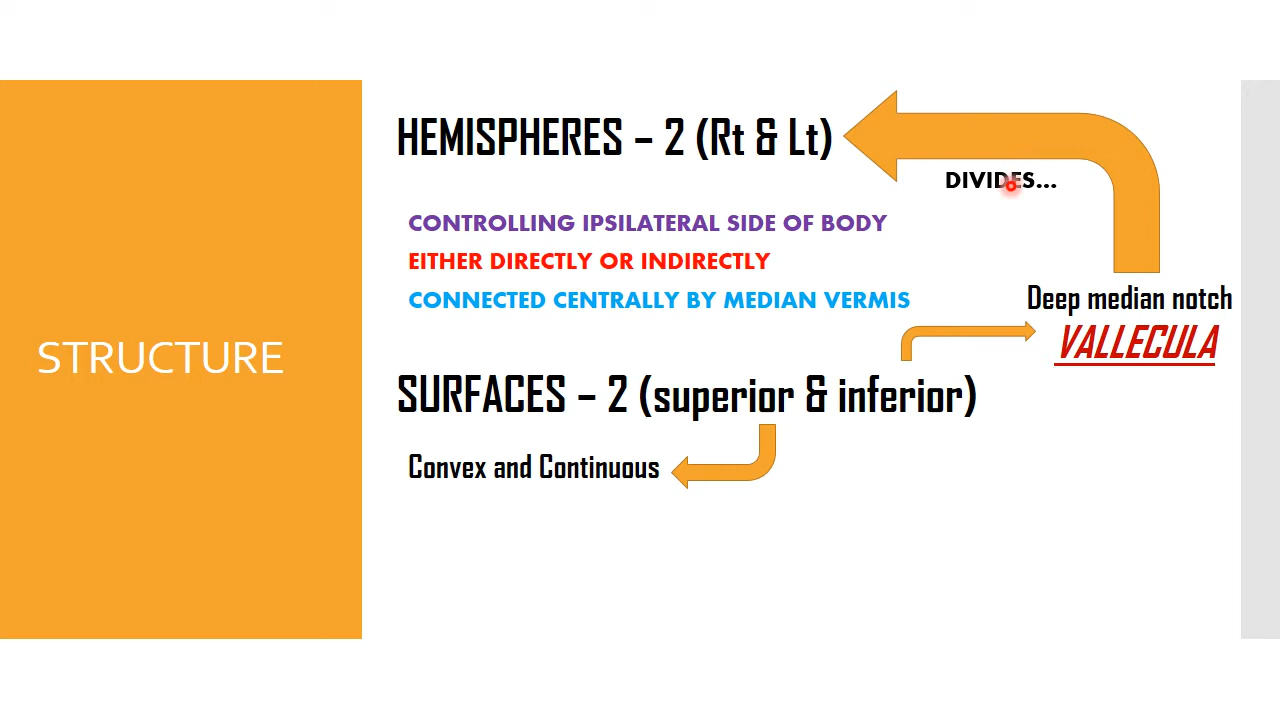 STRUCTURE
HEMISPHERES – 2 (Rt & Lt)
DIVIDES...
CONTROLLING IPSILATERAL SIDE OF BODY
EITHER DIRECTLY OR INDIRECTLY
CONNECTED CENTRALLY BY MEDIAN VERMIS
Deep median notch
VALLECULA
SURFACES – 2 (superior & inferior)
Convex and Continuous